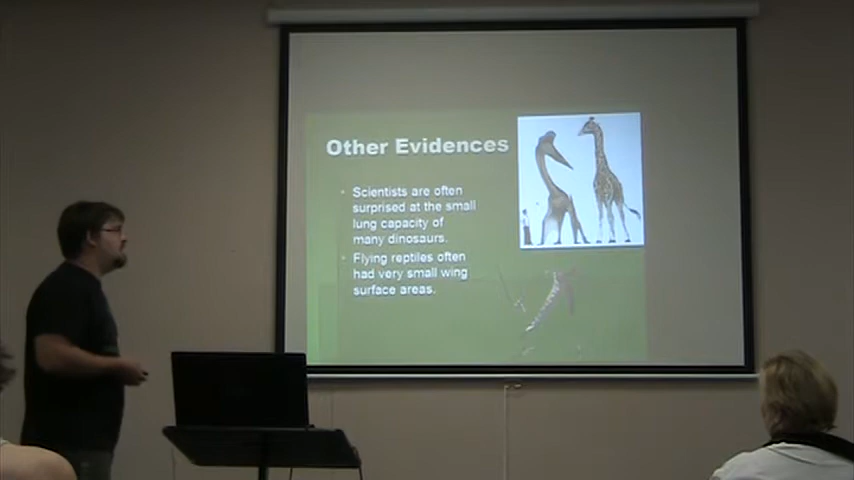 Other Evidences
Scientists are often
surprised at the small
lung capacity of
many dinosaurs.
Flying reptiles often
had very small wing
surface areas.